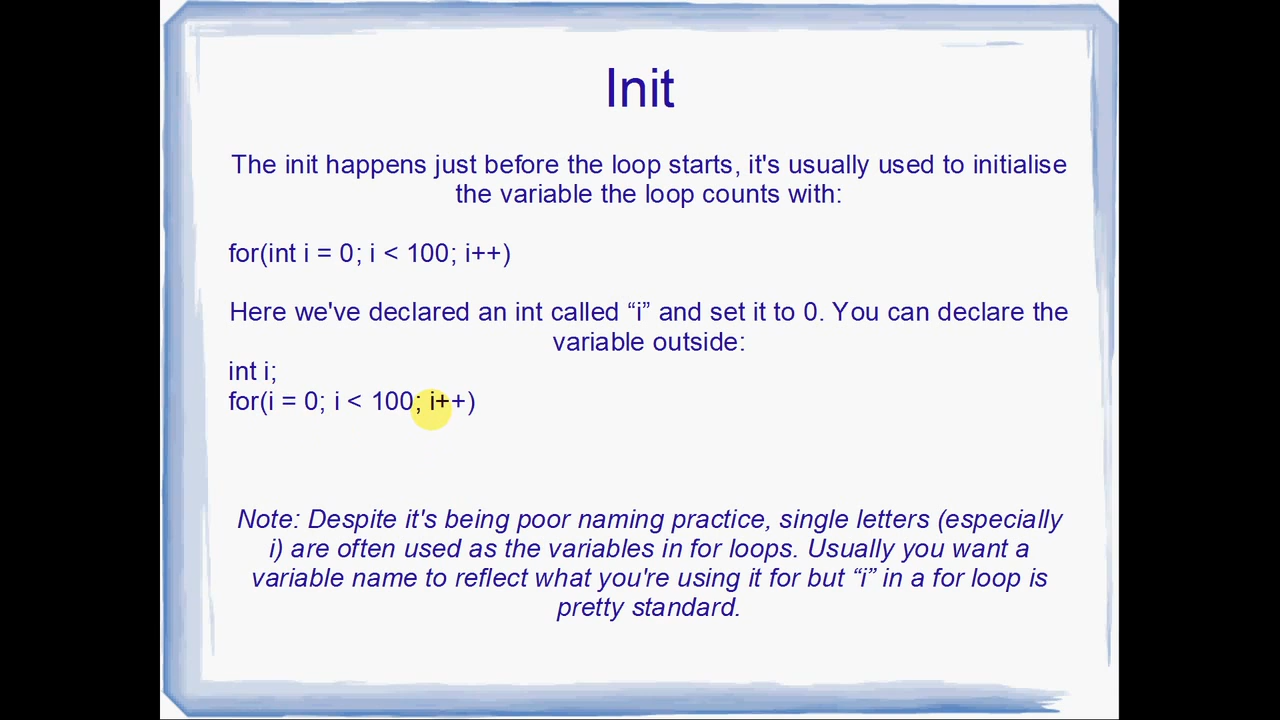 Init
The init happens just before the loop starts, it's usually used to initialise
the variable the loop counts with:
for(int i = 0; i < 100; i++)
Here we've declared an int called “i” and set it to 0. You can declare the
variable outside:
int i;
for(i = 0; i < 100; i++)
Note: Despite it's being poor naming practice, single letters (especially
i) are often used as the variables in for loops. Usually you want a
variable name to reflect what you're using it for but “i” in a for loop is
pretty standard.